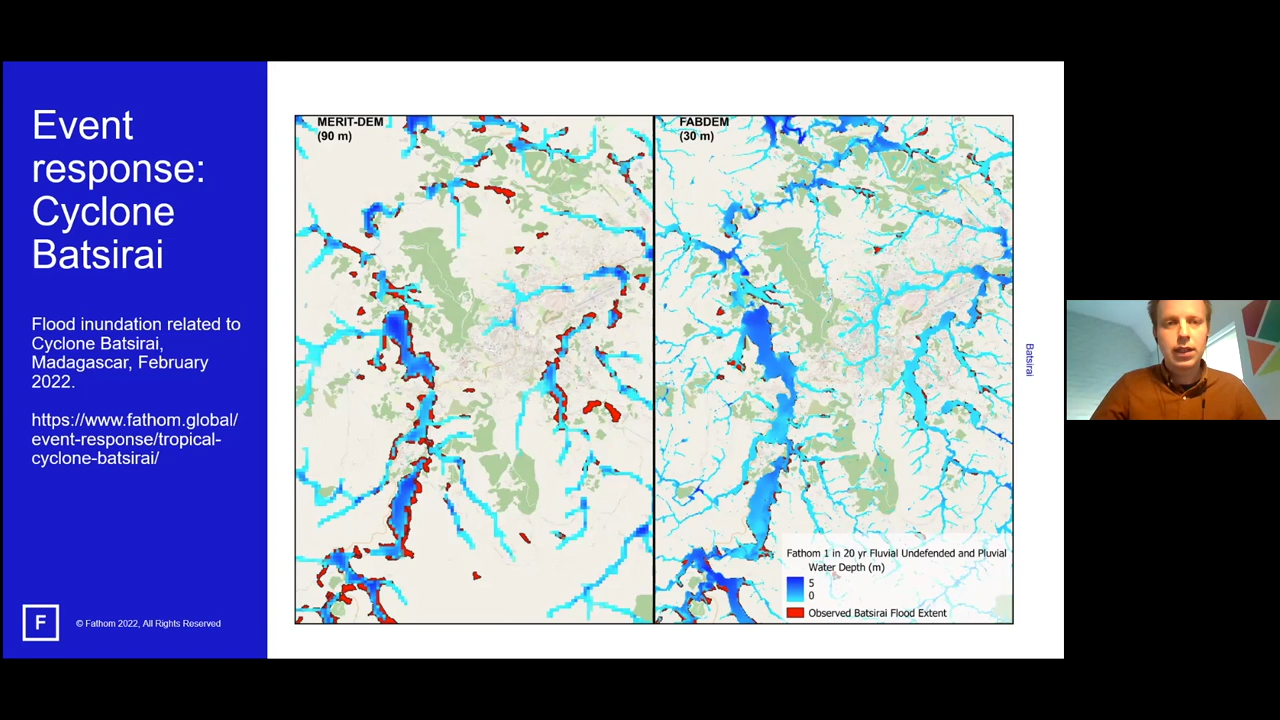 Event
response:
Cyclone
Batsirai
Flood inundation related to
Cyclone Batsirai,
Madagascar, February
2022.
https://www.fathom.global/
event-response/tropical-
cyclone-batsirai/
F
© Fathom 2022, All Rights Reserved
MERIT-DEM
(90 m)
FABDEM
(30 m)
Fathom 1 in 20 yr Fluvial Undefended and Pluvial
Water Depth (m)
5
0
Observed Batsirai Flood Extent
Batsirai